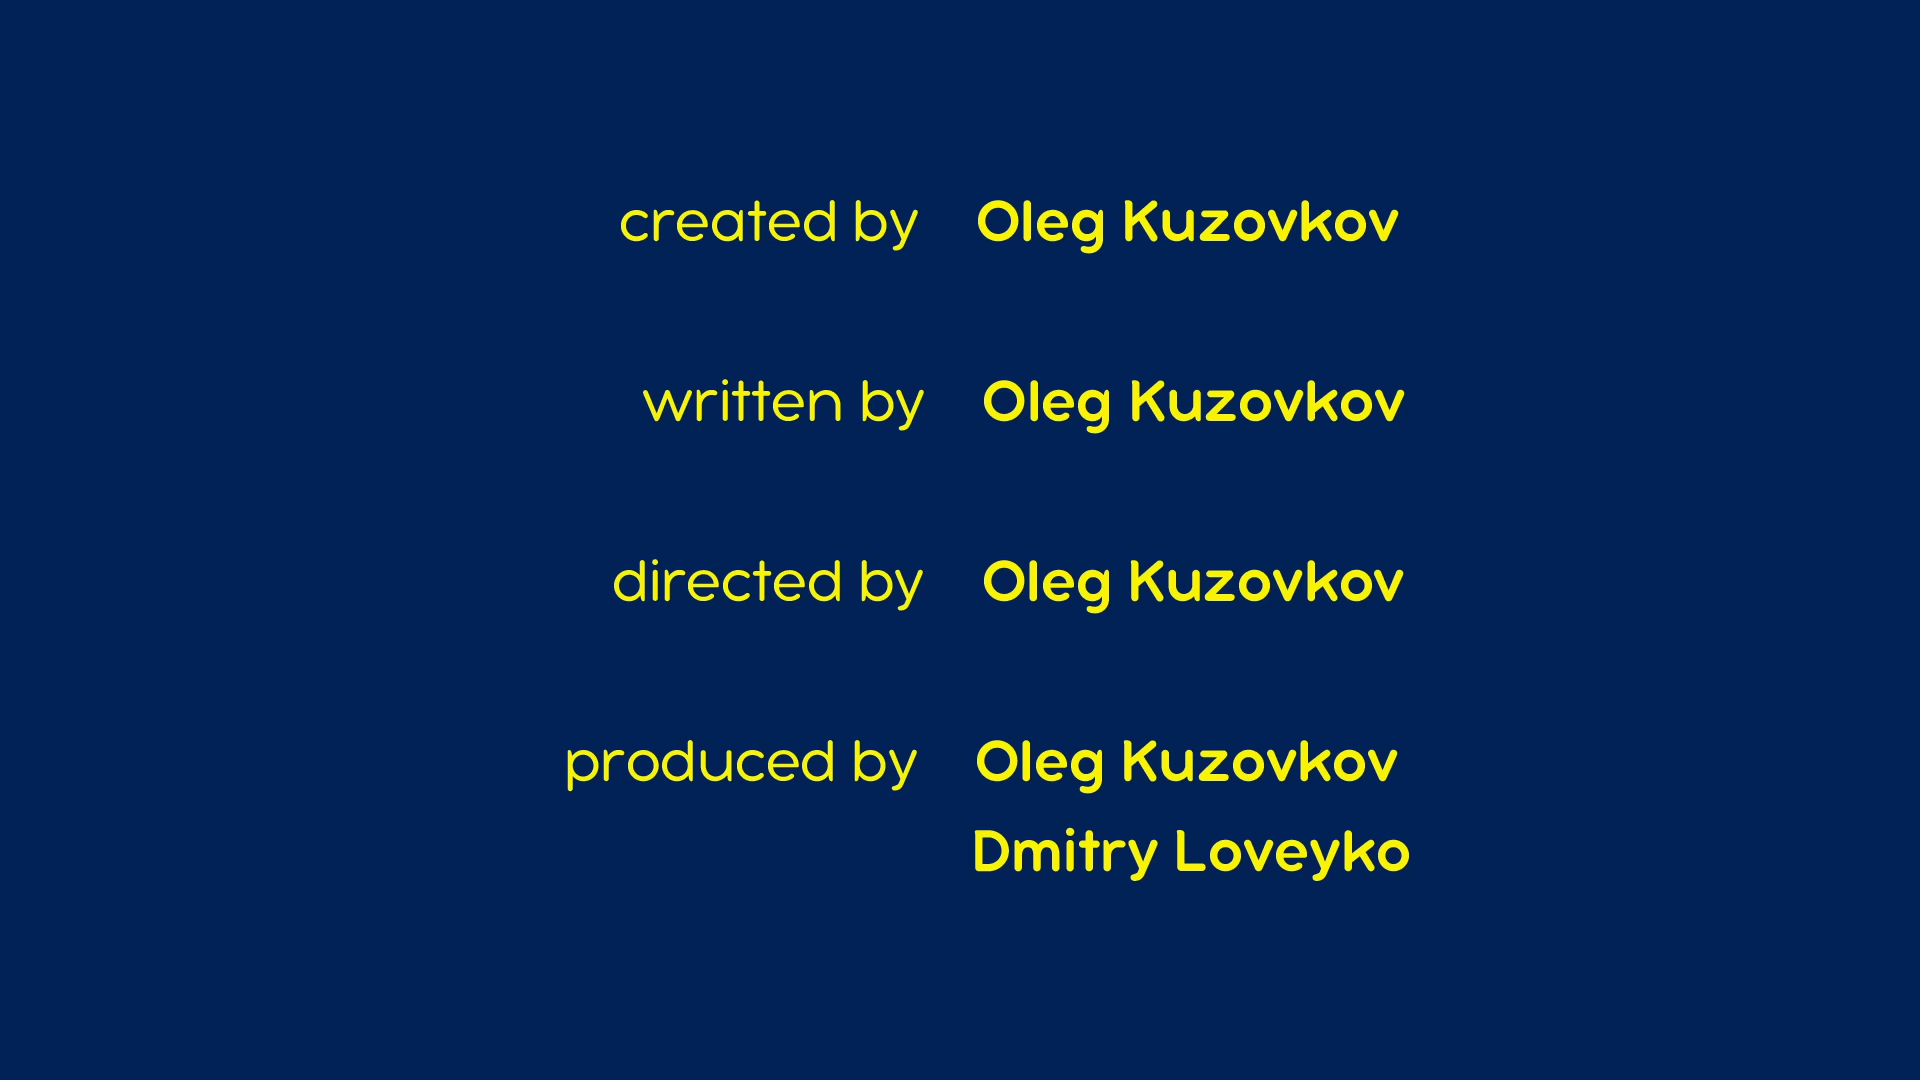 created by Oleg Kuzovkov
written by Oleg Kuzovkov
directed by Oleg Kuzovkov
produced by Oleg Kuzovkov
Dmitry Loveyko